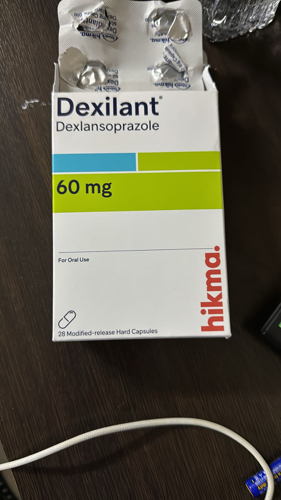 Dexilant®
Dexlansoprazole
60 mg
For Oral Use
28 Modified-release Hard Capsules
hikma.